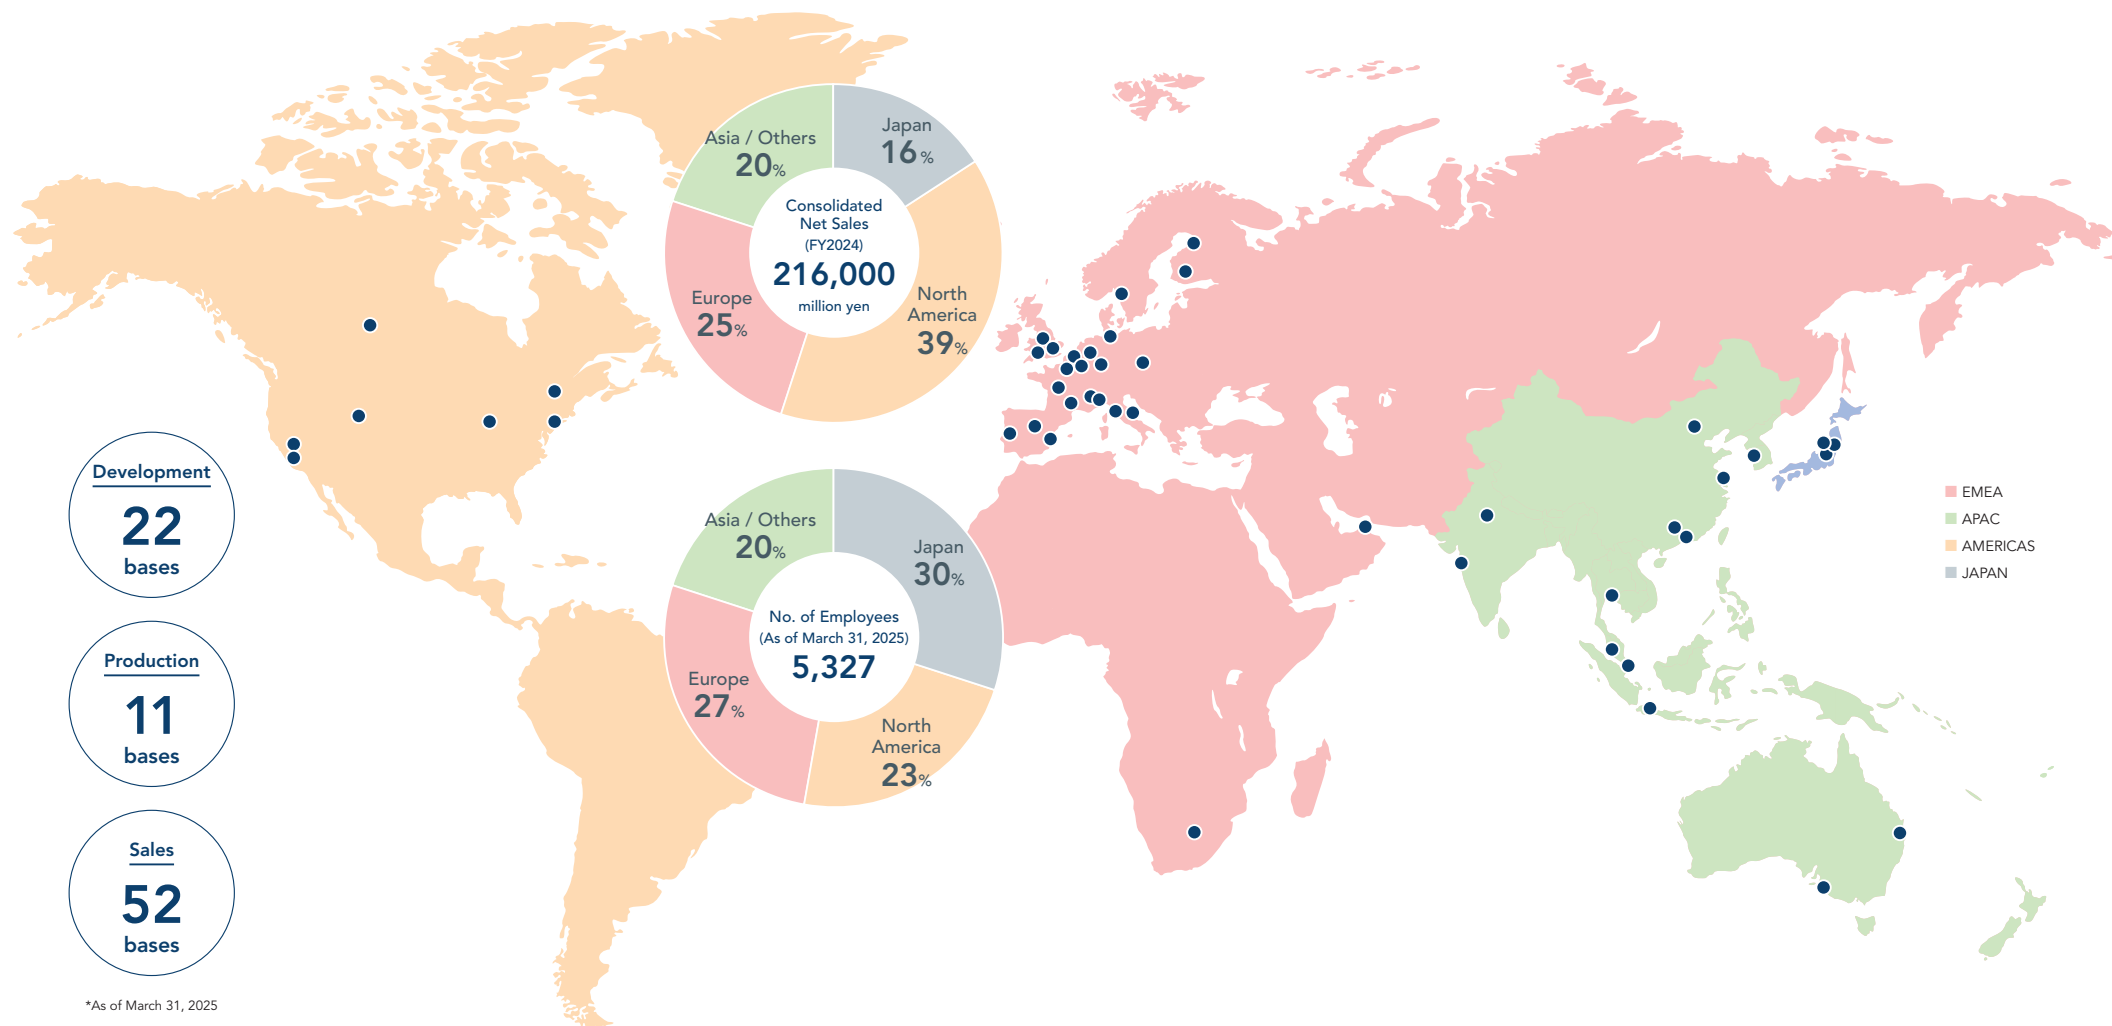 Asia / Others
20%
Japan
16%
Consolidated
Net Sales
(FY2024)
216,000
million yen
Europe
25%
North
America
39%
Development
22
bases
Production
11
bases
Sales
52
bases
*As of March 31, 2025
Asia / Others
20%
Japan
30%
No. of Employees
(As of March 31, 2025)
5,327
Europe
27%
North
America
23%
EMEA
APAC
AMERICAS
JAPAN